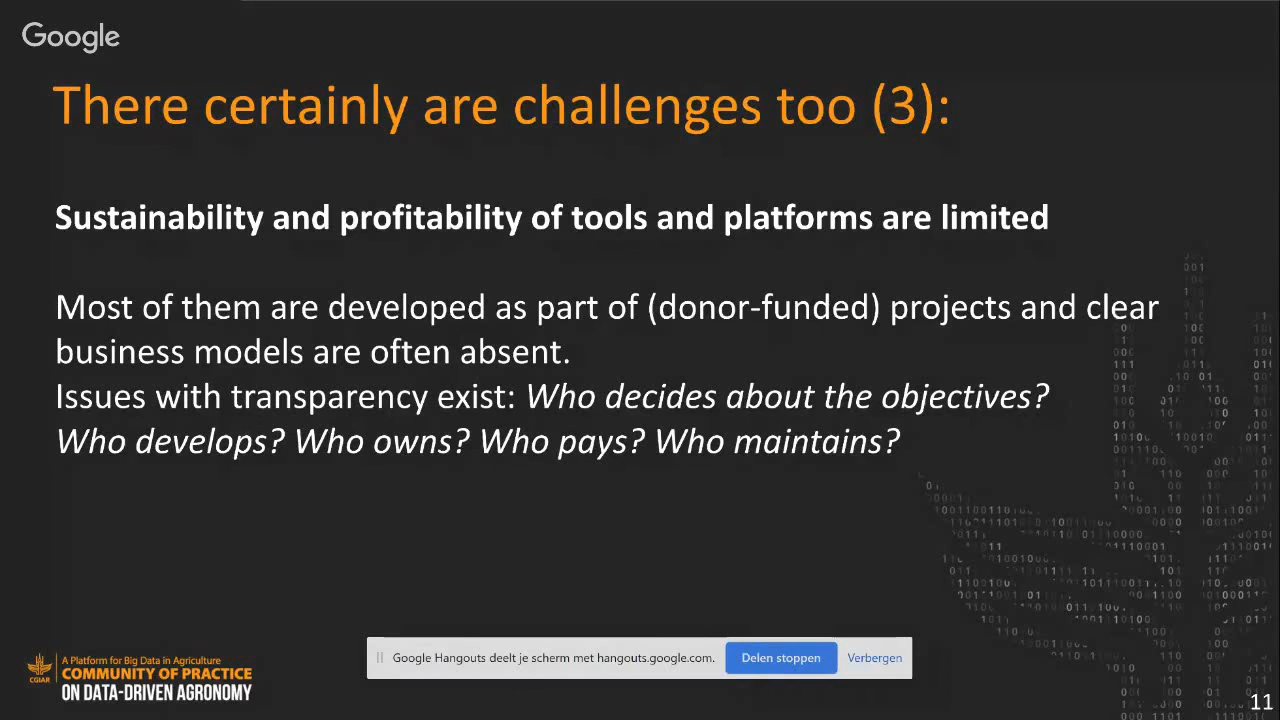 Google
There certainly are challenges too (3):
Sustainability and profitability of tools and platforms are limited
Most of them are developed as part of (donor-funded) projects and clear
business models are often absent.
Issues with transparency exist: Who decides about the objectives?
Who develops? Who owns? Who pays? Who maintains?
A Platform for Big Data in Agriculture
COMMUNITY OF PRACTICE
ON DATA-DRIVEN AGRONOMY
CGIAR
Google Hangouts deelt je scherm met hangouts.google.com.
Delen stoppen
Verbergen
11